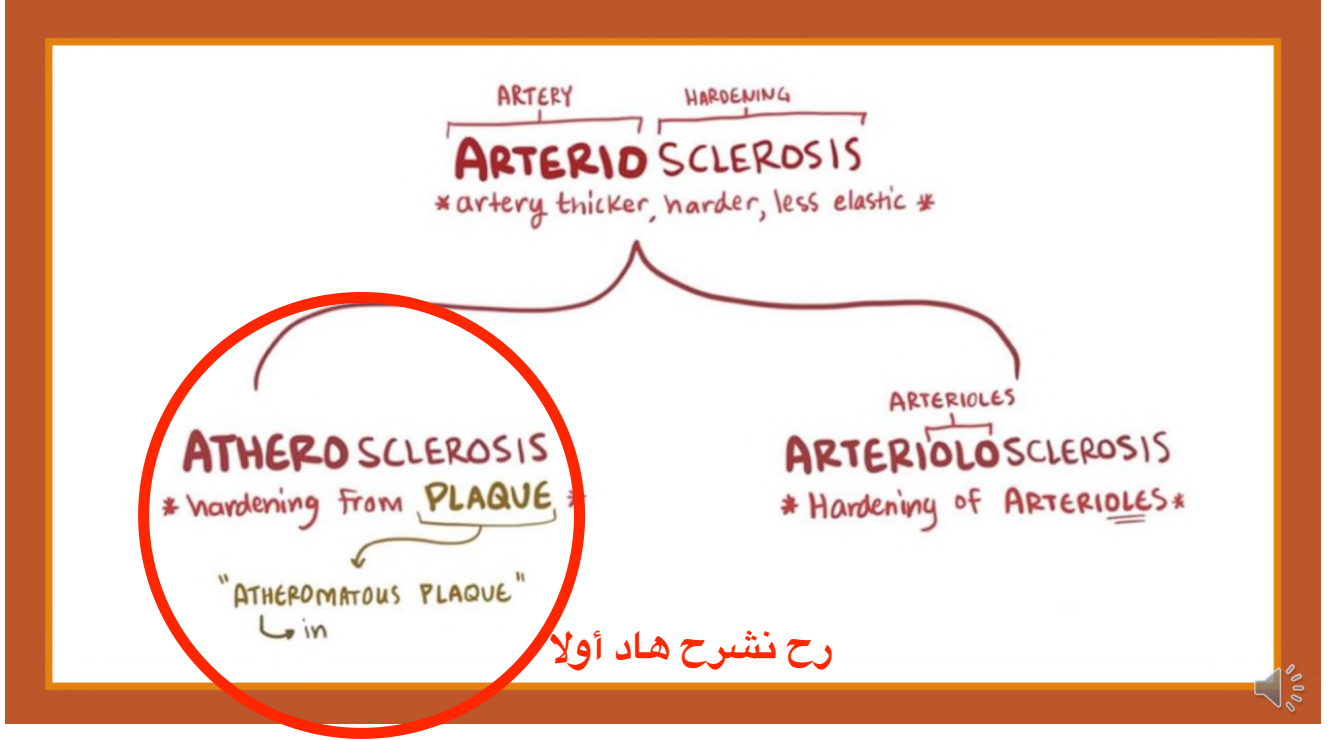 ARTERY HARDENING
ARTERIOSCLEROSIS
*artery thicker, harder, less elastic*
ARTERIOLES
ATHEROSCLEROSIS
*hardening from PLAQUE*
"ATHEROMATOUS PLAQUE"
in
ARTERIOLOSCLEROSIS
*Hardening of ARTERIOLES*
رح نشرح هاد أولا